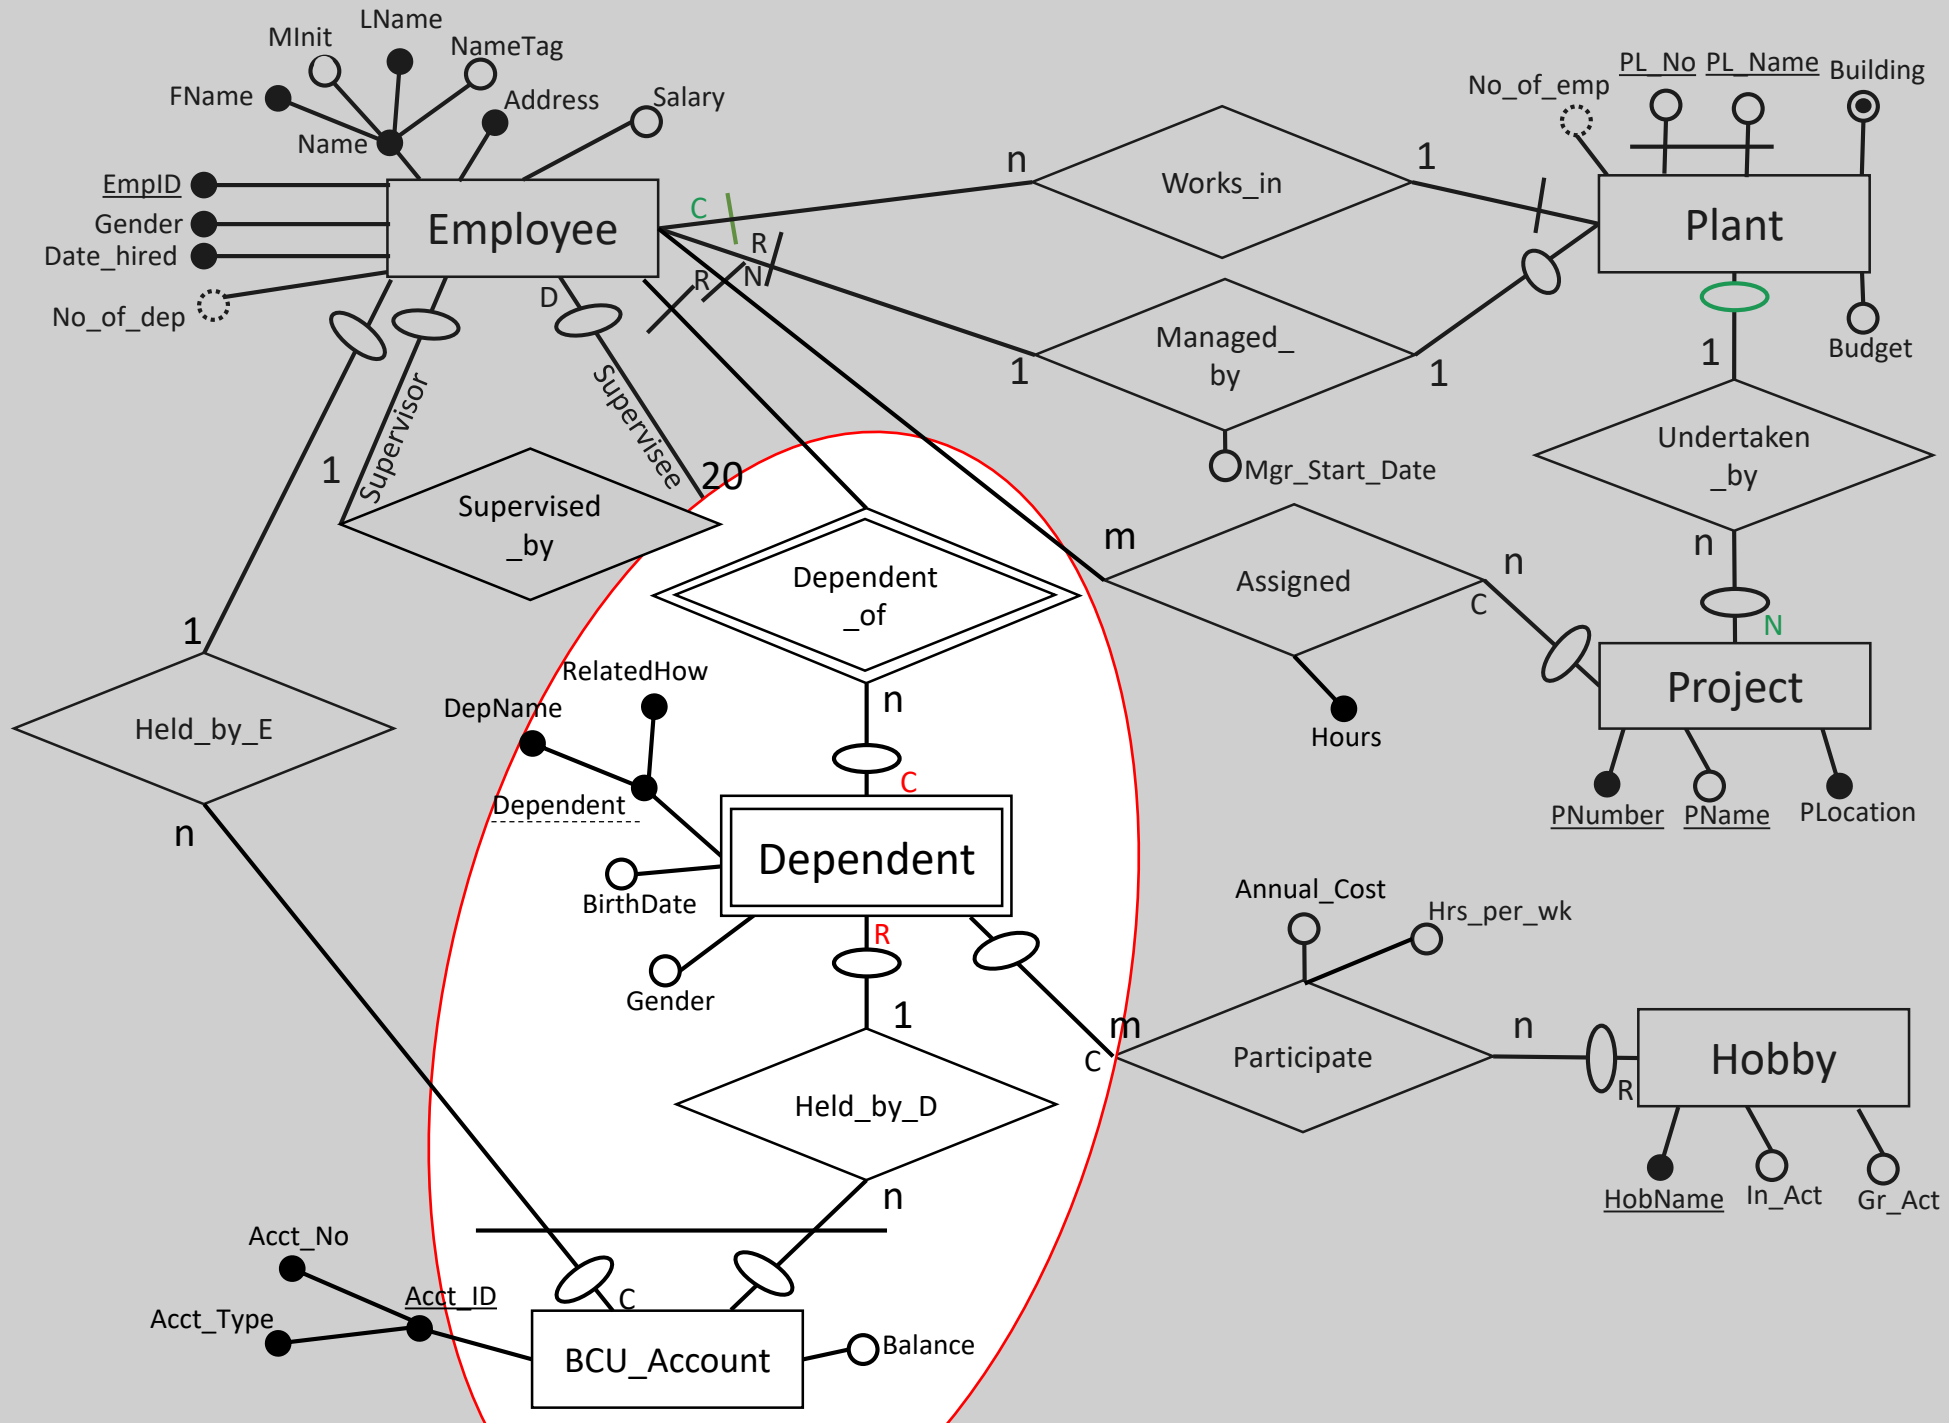 LName
MInit
NameTag
FName
Address
Salary
Name
EmpID
Gender
Date_hired
No_of_dep
Employee
D
C
R
N
R
n
Works_in
1
1
Managed_
by
1
Mgr_Start_Date
No_of_emp
PL_No
PL_Name
Building
Plant
Budget
1
Undertaken
_by
n
N
Supervisor
Supervisee
1
20
Supervised
_by
1
Held_by_E
n
Dependent
_of
n
C
m
Assigned
n
C
Hours
Project
PNumber
PName
PLocation
RelatedHow
DepName
Dependent
BirthDate
Gender
Dependent
R
1
Held_by_D
n
Annual_Cost
Hrs_per_wk
m
C
Participate
n
R
Hobby
HobName
In_Act
Gr_Act
Acct_No
Acct_Type
Acct_ID
C
BCU_Account
Balance